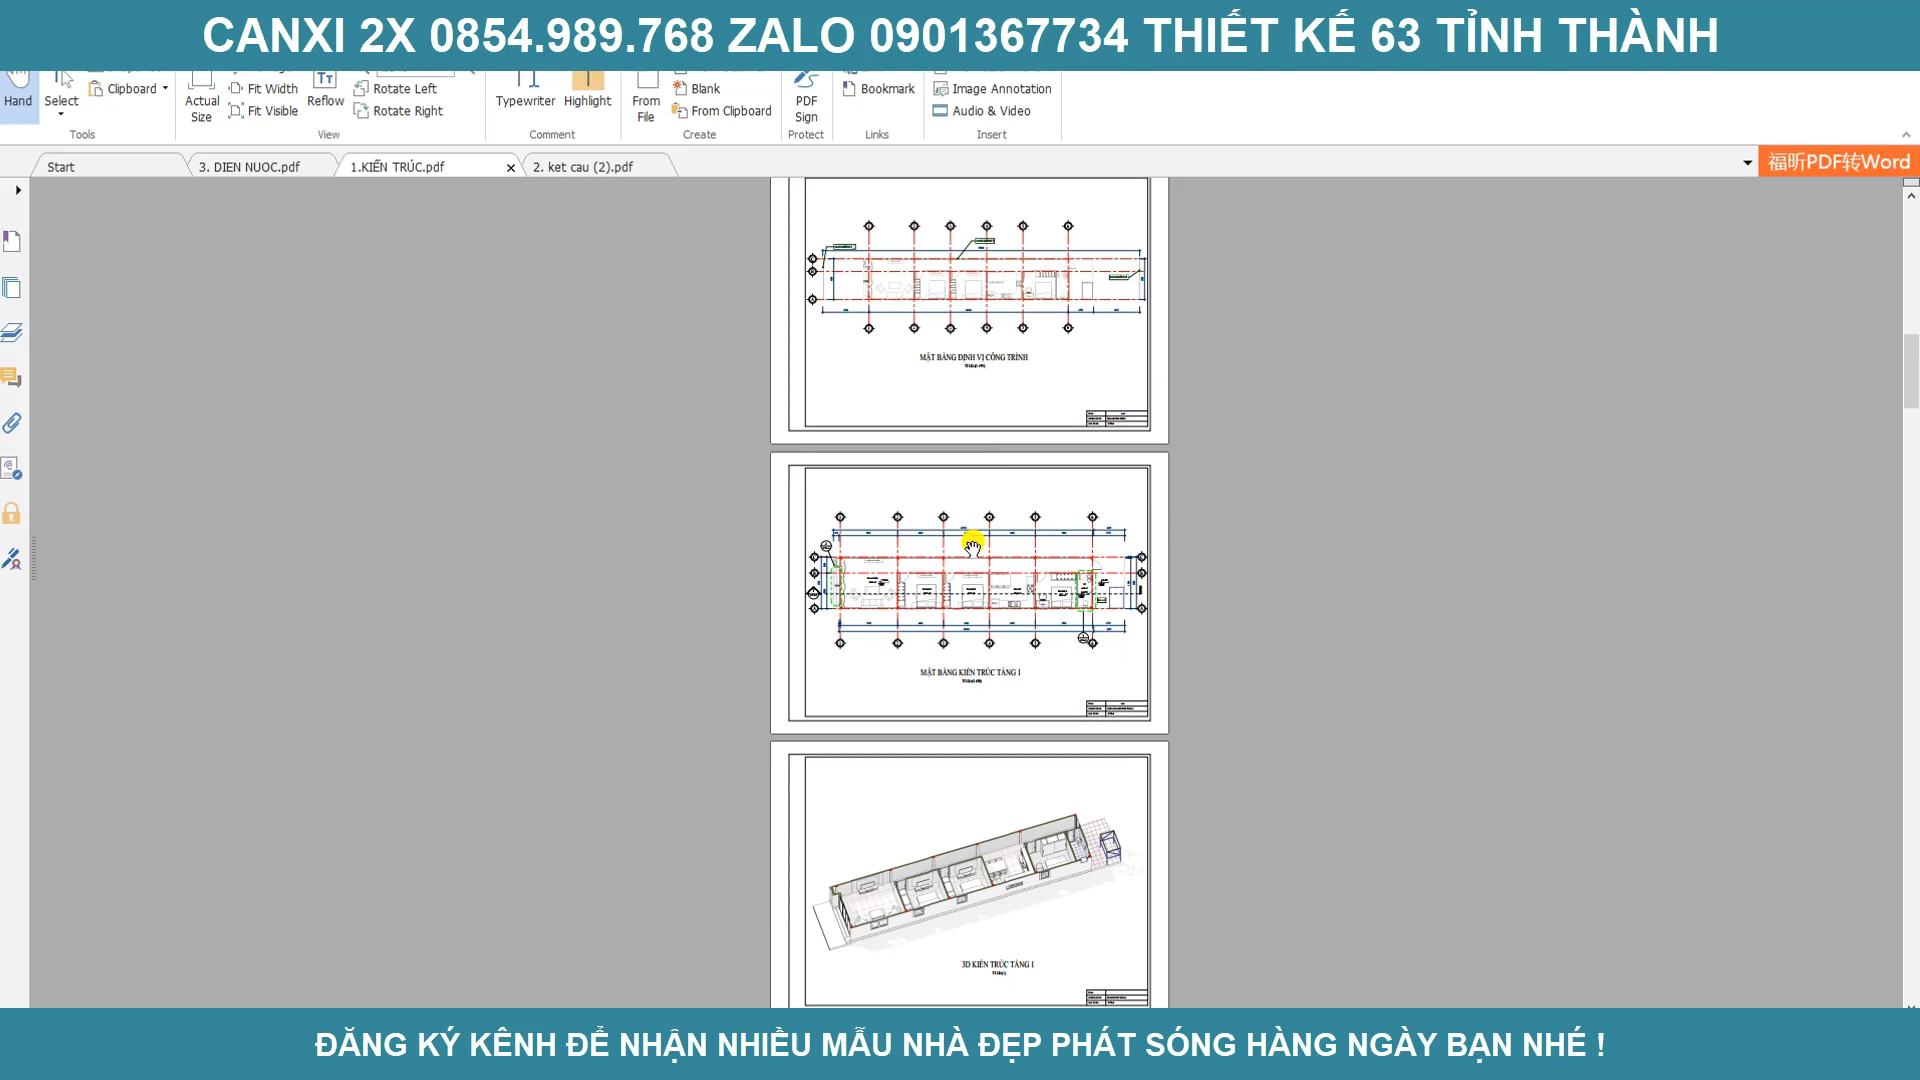 CANXI 2X 0854.989.768 ZALO 0901367734 THIẾT KẾ 63 TỈNH THÀNH
Hand
Select
Clipboard
Actual Size
Fit Width
Fit Visible
Reflow
Rotate Left
Rotate Right
Typewriter
Highlight
From File
Blank
From Clipboard
PDF Sign
Bookmark
Image Annotation
Audio & Video
Tools
View
Comment
Create
Protect
Links
Insert
Start
3. DIEN NUOC.pdf
1.KIẾN TRÚC.pdf
2. ket cau (2).pdf
福昕PDF转Word
MẶT BẰNG ĐỊNH VỊ CÔNG TRÌNH
MẶT BẰNG KIẾN TRÚC TẦNG 1
3D KIẾN TRÚC TẦNG 1
ĐĂNG KÝ KÊNH ĐỂ NHẬN NHIỀU MẪU NHÀ ĐẸP PHÁT SÓNG HÀNG NGÀY BẠN NHÉ !